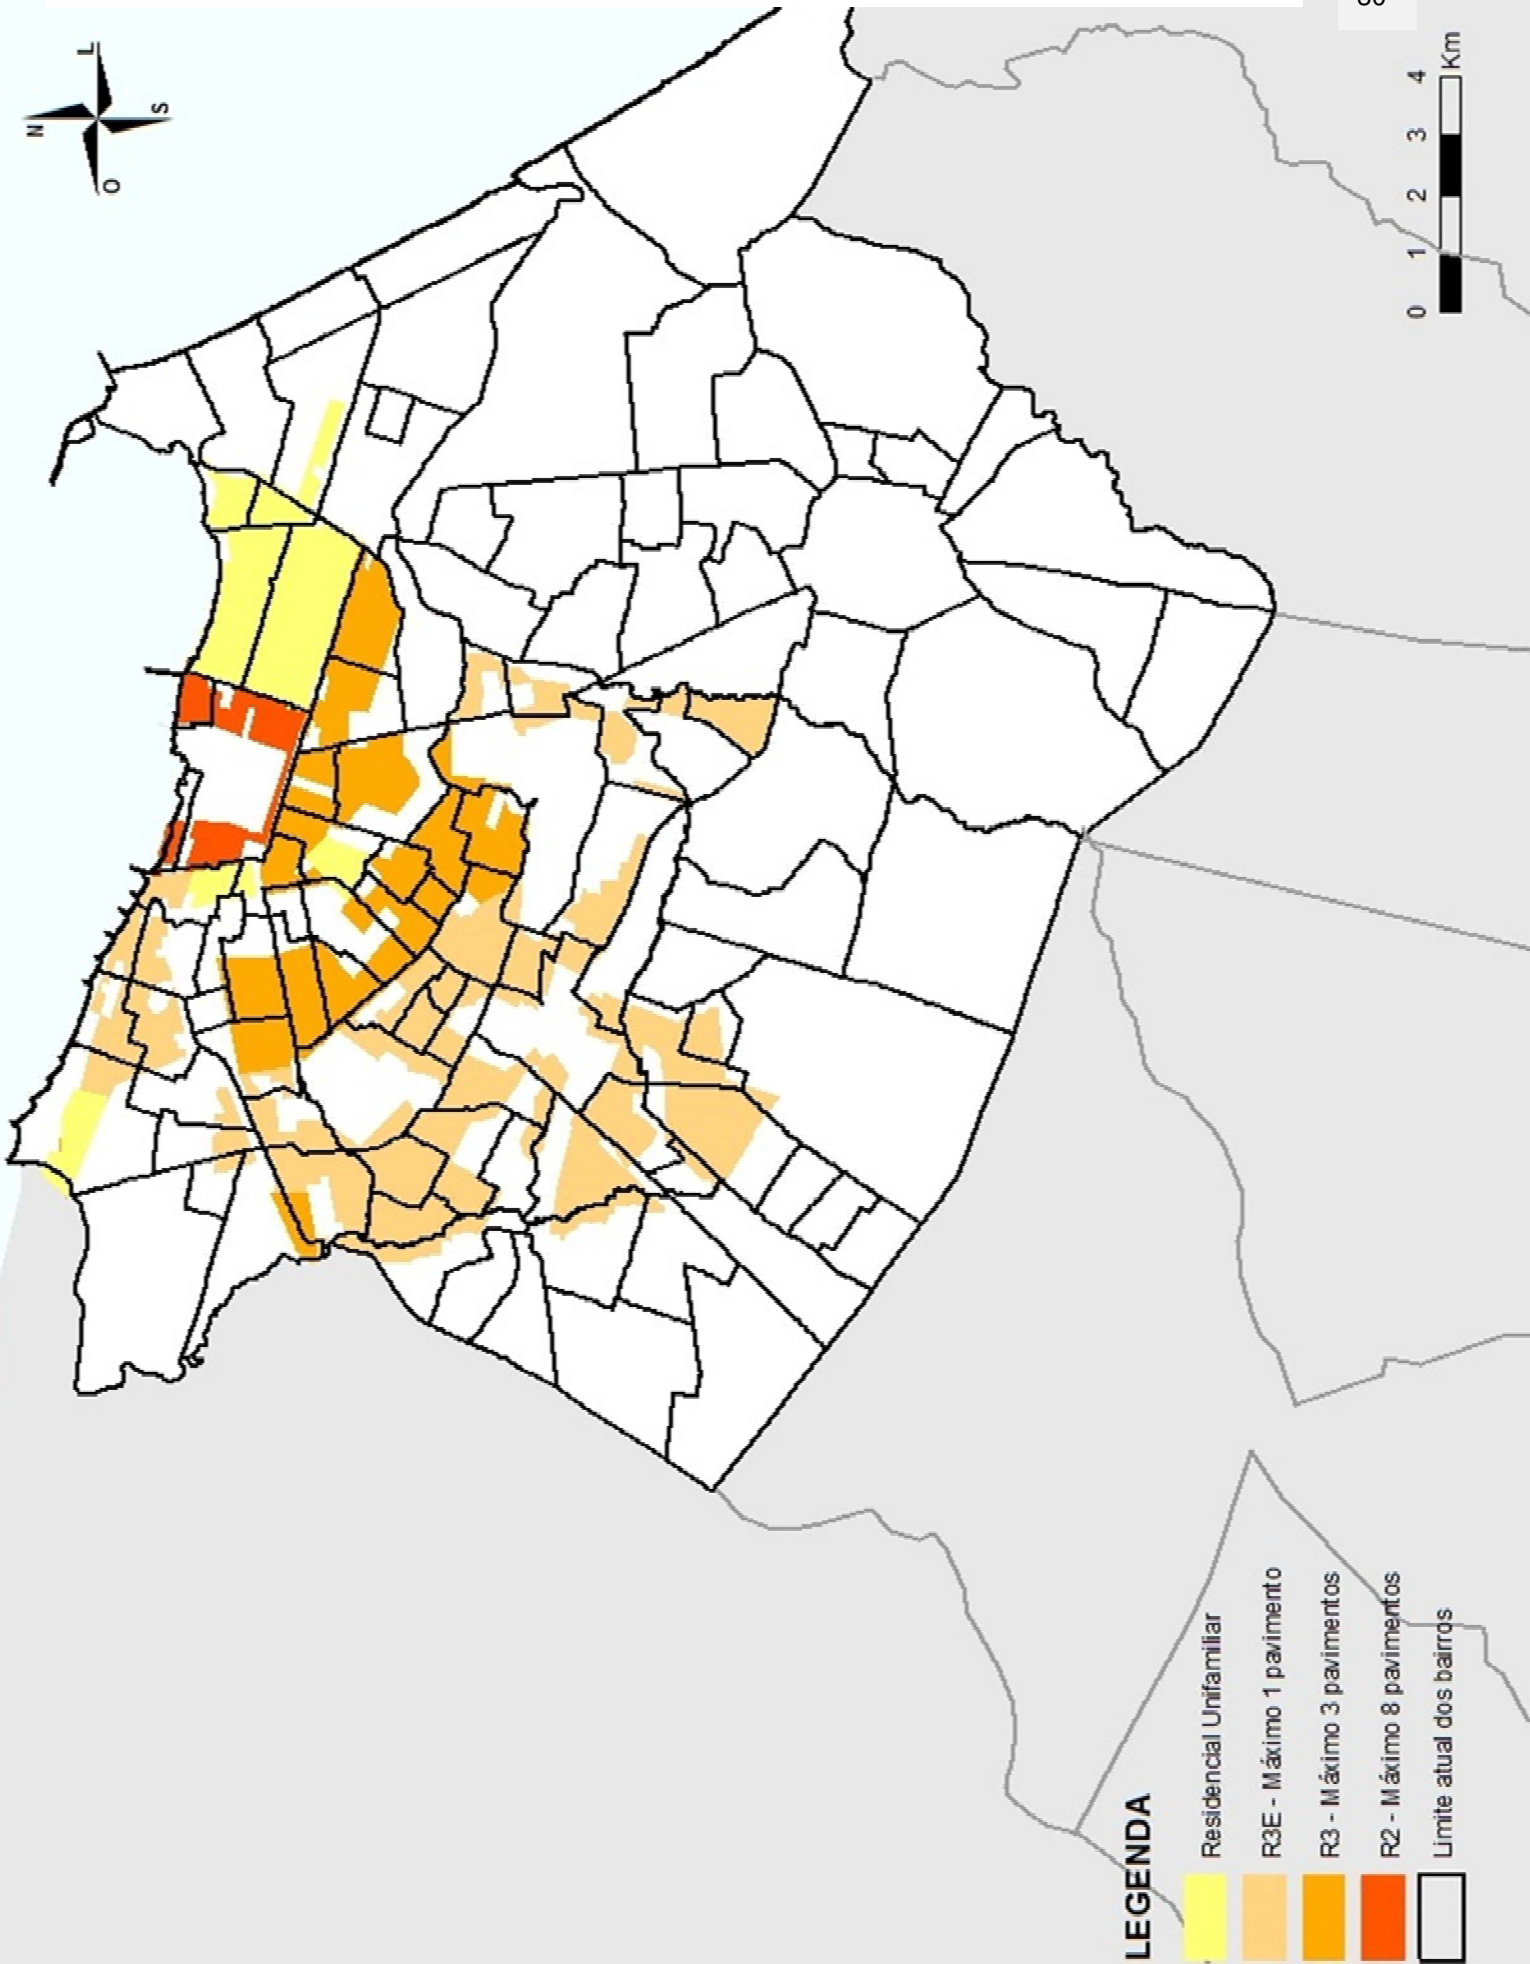 N
L
S
O
0 1 2 3 4
Km
LEGENDA
Residencial Unifamiliar
R3E - Máximo 1 pavimento
R3 - Máximo 3 pavimentos
R2 - Máximo 8 pavimentos
Limite atual dos bairros